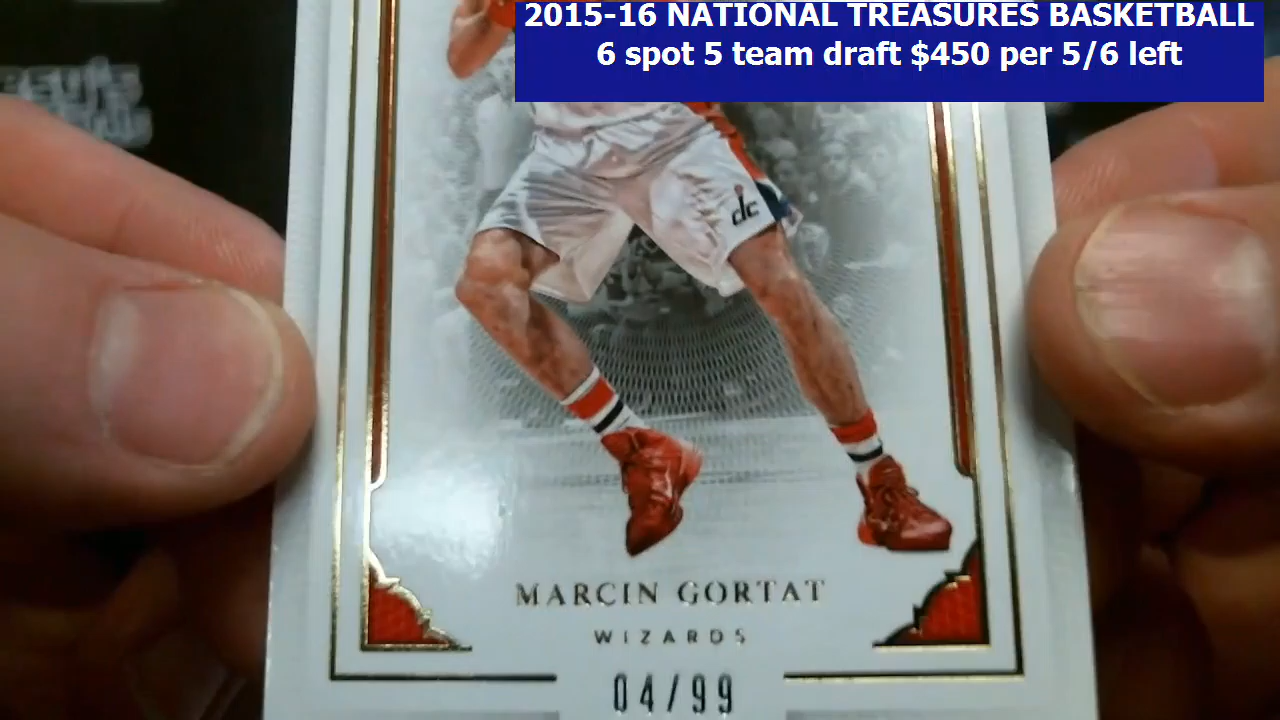 2015-16 NATIONAL TREASURES BASKETBALL
6 spot 5 team draft $450 per 5/6 left
dc
MARCIN GORTAT
WIZARDS
04/99